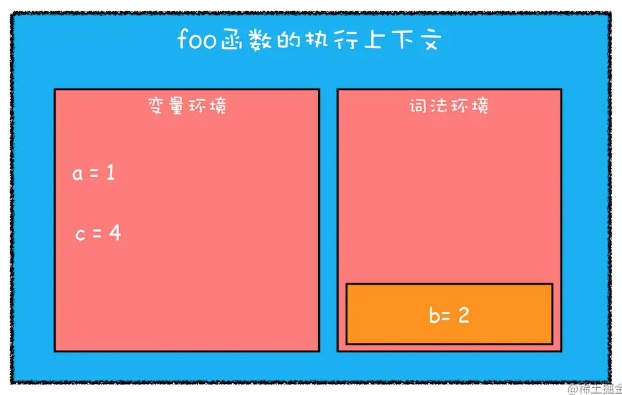 foo函数的执行上下文
变量环境
词法环境
a = 1
c = 4
b= 2
@稀土掘金